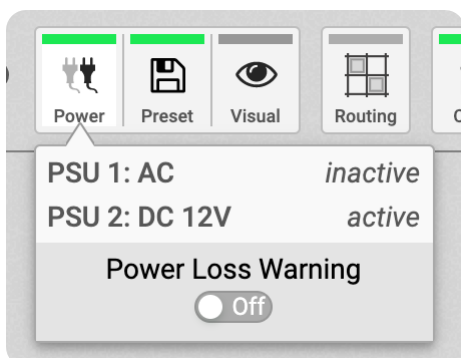 Power Preset Visual Routing
PSU 1: AC inactive
PSU 2: DC 12V active
Power Loss Warning
Off